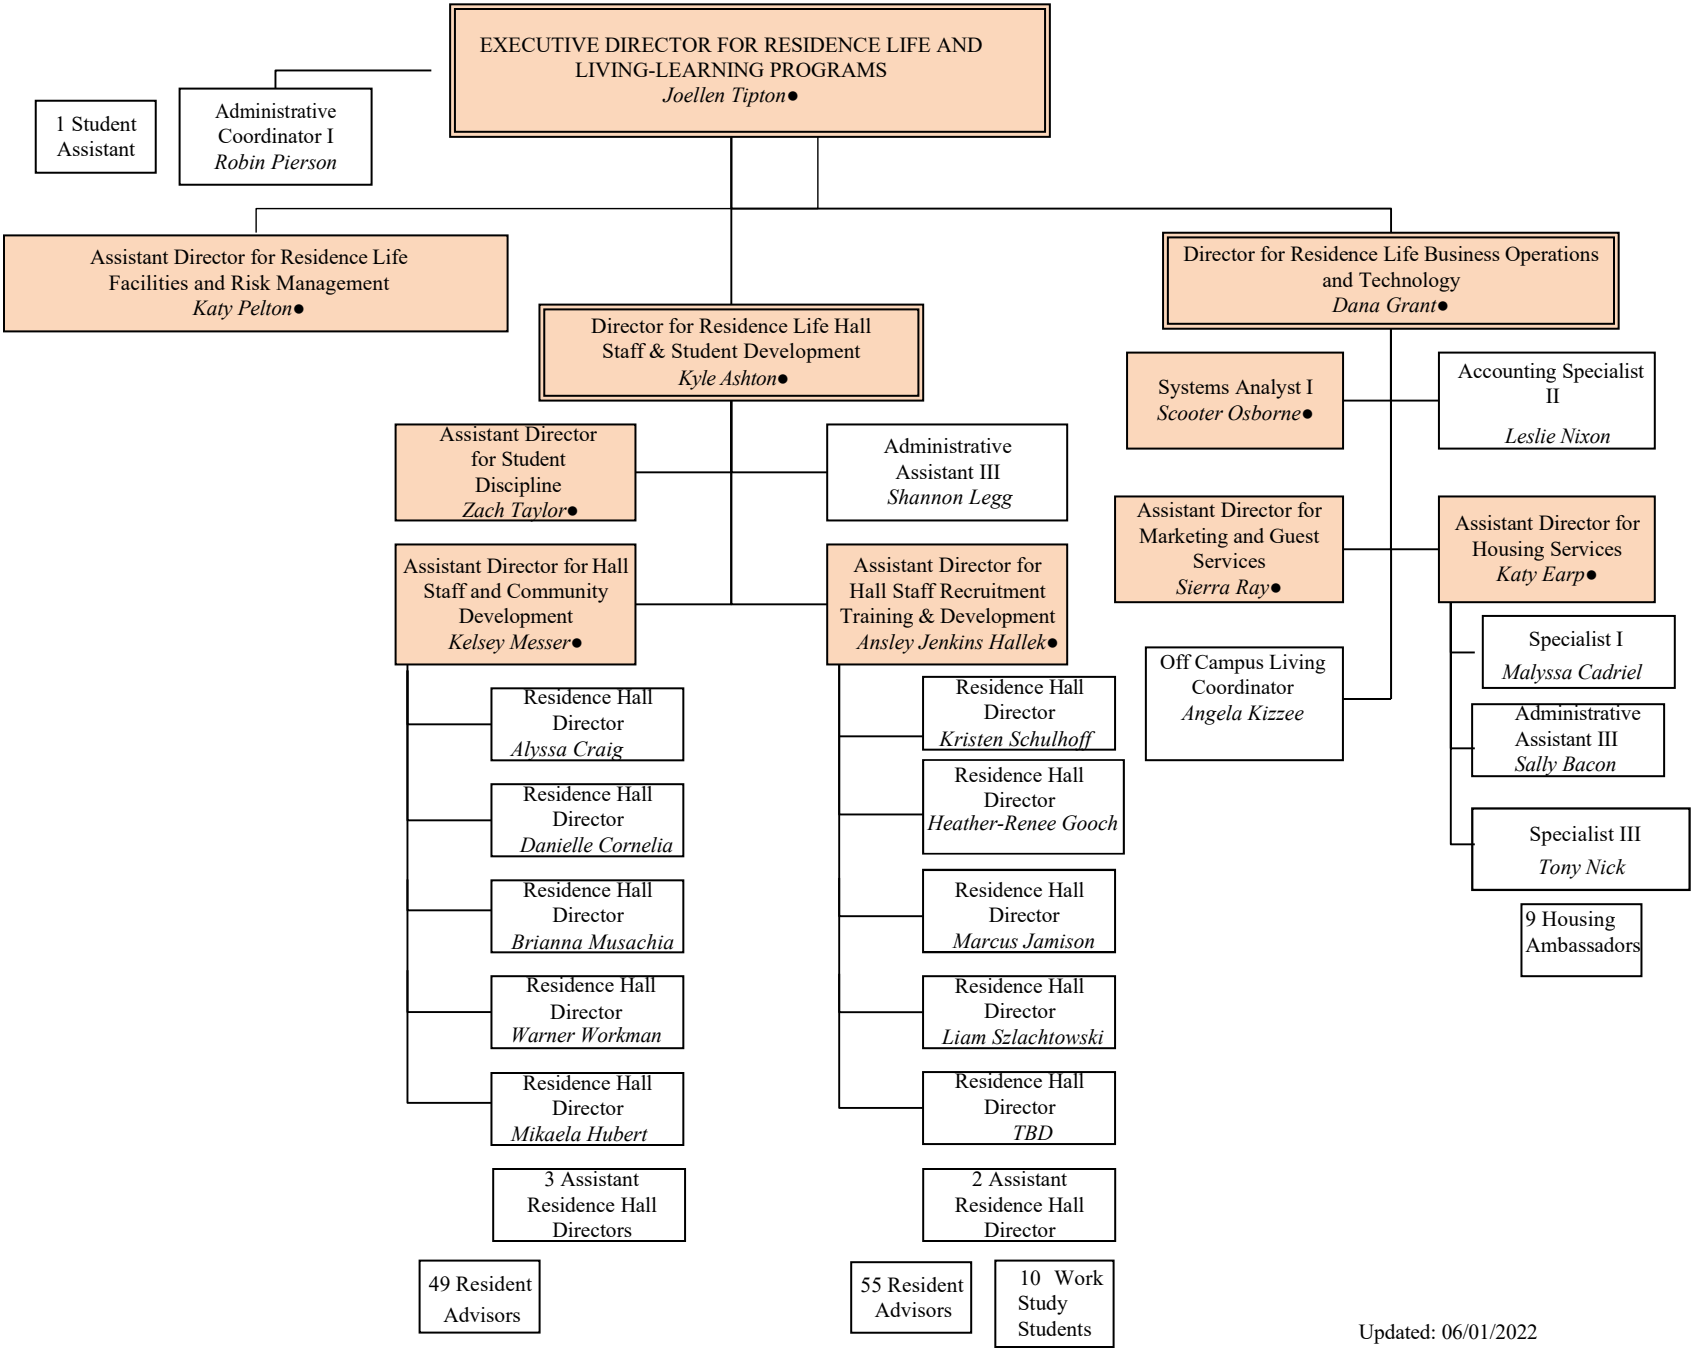 EXECUTIVE DIRECTOR FOR RESIDENCE LIFE AND
LIVING-LEARNING PROGRAMS
Joellen Tipton●
1 Student
Assistant
Administrative
Coordinator I
Robin Pierson
Assistant Director for Residence Life
Facilities and Risk Management
Katy Pelton●
Director for Residence Life Hall
Staff & Student Development
Kyle Ashton●
Director for Residence Life Business Operations
and Technology
Dana Grant●
Assistant Director
for Student
Discipline
Zach Taylor●
Administrative
Assistant III
Shannon Legg
Assistant Director for Hall
Staff and Community
Development
Kelsey Messer●
Assistant Director for
Hall Staff Recruitment
Training & Development
Ansley Jenkins Hallek●
Residence Hall
Director
Alyssa Craig
Residence Hall
Director
Danielle Cornelia
Residence Hall
Director
Brianna Musachia
Residence Hall
Director
Warner Workman
Residence Hall
Director
Mikaela Hubert
3 Assistant
Residence Hall
Directors
49 Resident
Advisors
Residence Hall
Director
Kristen Schulhoff
Residence Hall
Director
Heather-Renee Gooch
Residence Hall
Director
Marcus Jamison
Residence Hall
Director
Liam Szlachtowski
Residence Hall
Director
TBD
2 Assistant
Residence Hall
Director
55 Resident
Advisors
10 Work
Study
Students
Systems Analyst I
Scooter Osborne●
Accounting Specialist
II
Leslie Nixon
Assistant Director for
Marketing and Guest
Services
Sierra Ray●
Assistant Director for
Housing Services
Katy Earp●
Off Campus Living
Coordinator
Angela Kizzee
Specialist I
Malyssa Cadriel
Administrative
Assistant III
Sally Bacon
Specialist III
Tony Nick
9 Housing
Ambassadors
Updated: 06/01/2022